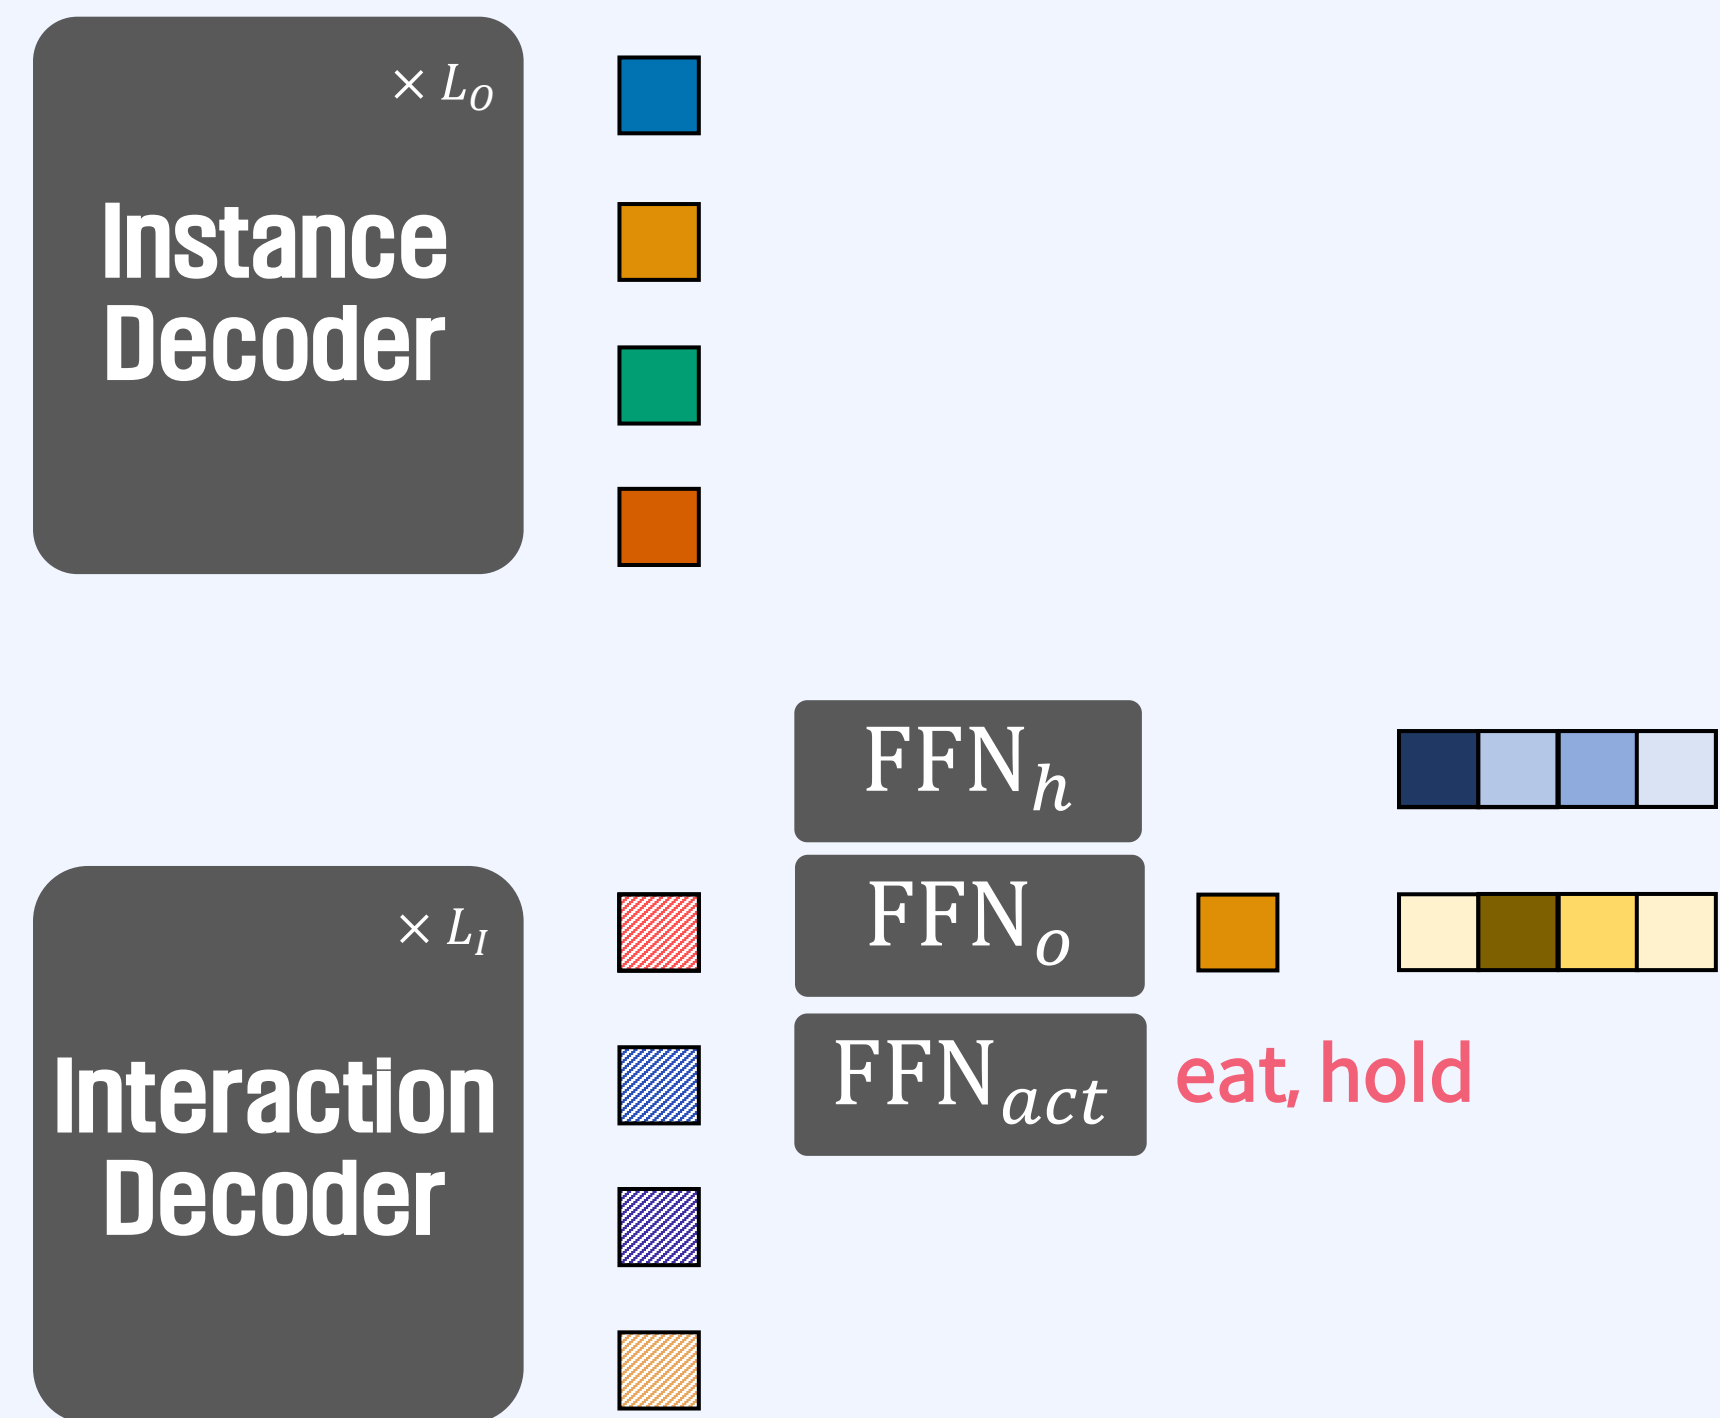 × L_O
Instance
Decoder
FFN_h
× L_I
FFN_o
Interaction
Decoder
FFN_act
eat, hold